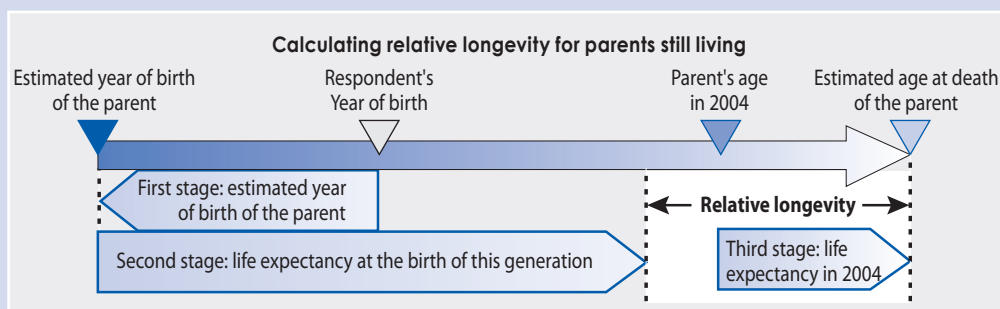 Calculating relative longevity for parents still living
Estimated year of birth
of the parent
Respondent's
Year of birth
Parent's age
in 2004
Estimated age at death
of the parent
First stage: estimated year
of birth of the parent
Relative longevity
Second stage: life expectancy at the birth of this generation
Third stage: life
expectancy in 2004